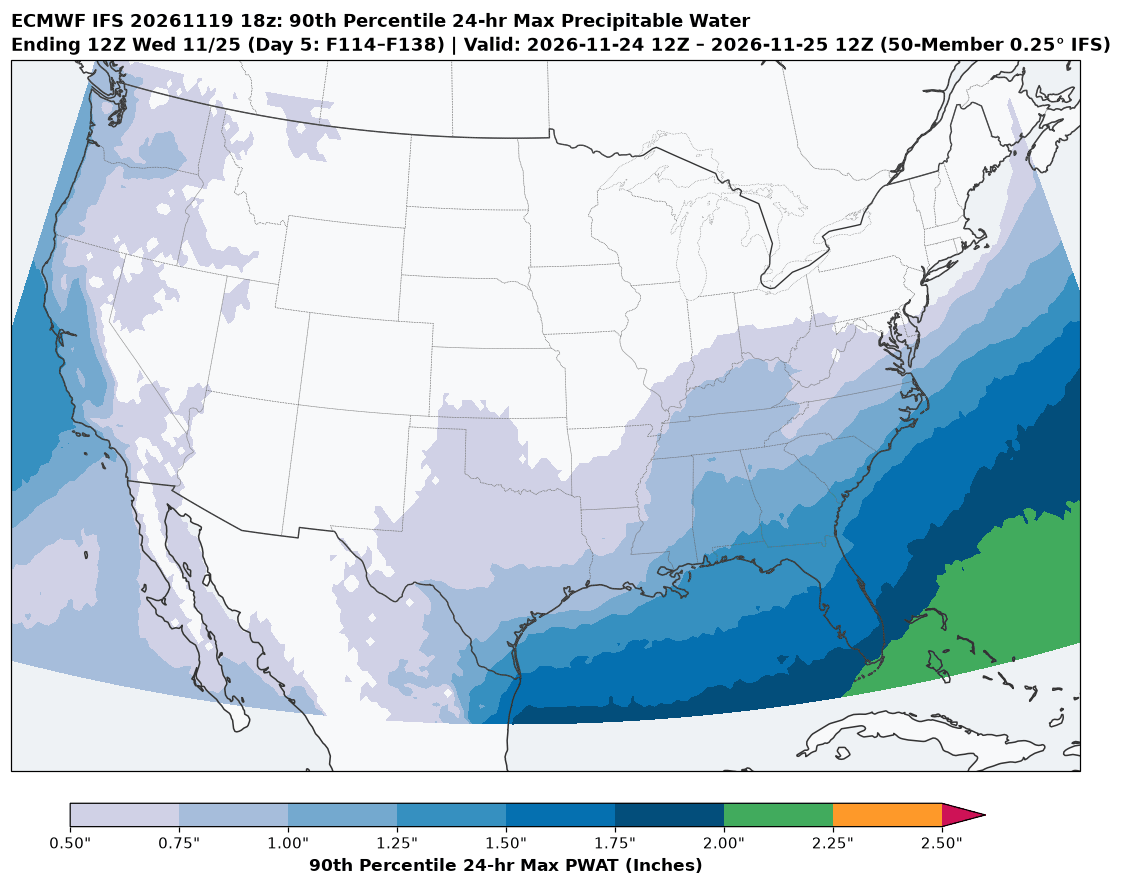 ECMWF IFS 20261119 18z: 90th Percentile 24-hr Max Precipitable Water
Ending 12Z Wed 11/25 (Day 5: F114–F138) | Valid: 2026-11-24 12Z – 2026-11-25 12Z (50-Member 0.25° IFS)
0.50" 0.75" 1.00" 1.25" 1.50" 1.75" 2.00" 2.25" 2.50"
90th Percentile 24-hr Max PWAT (Inches)